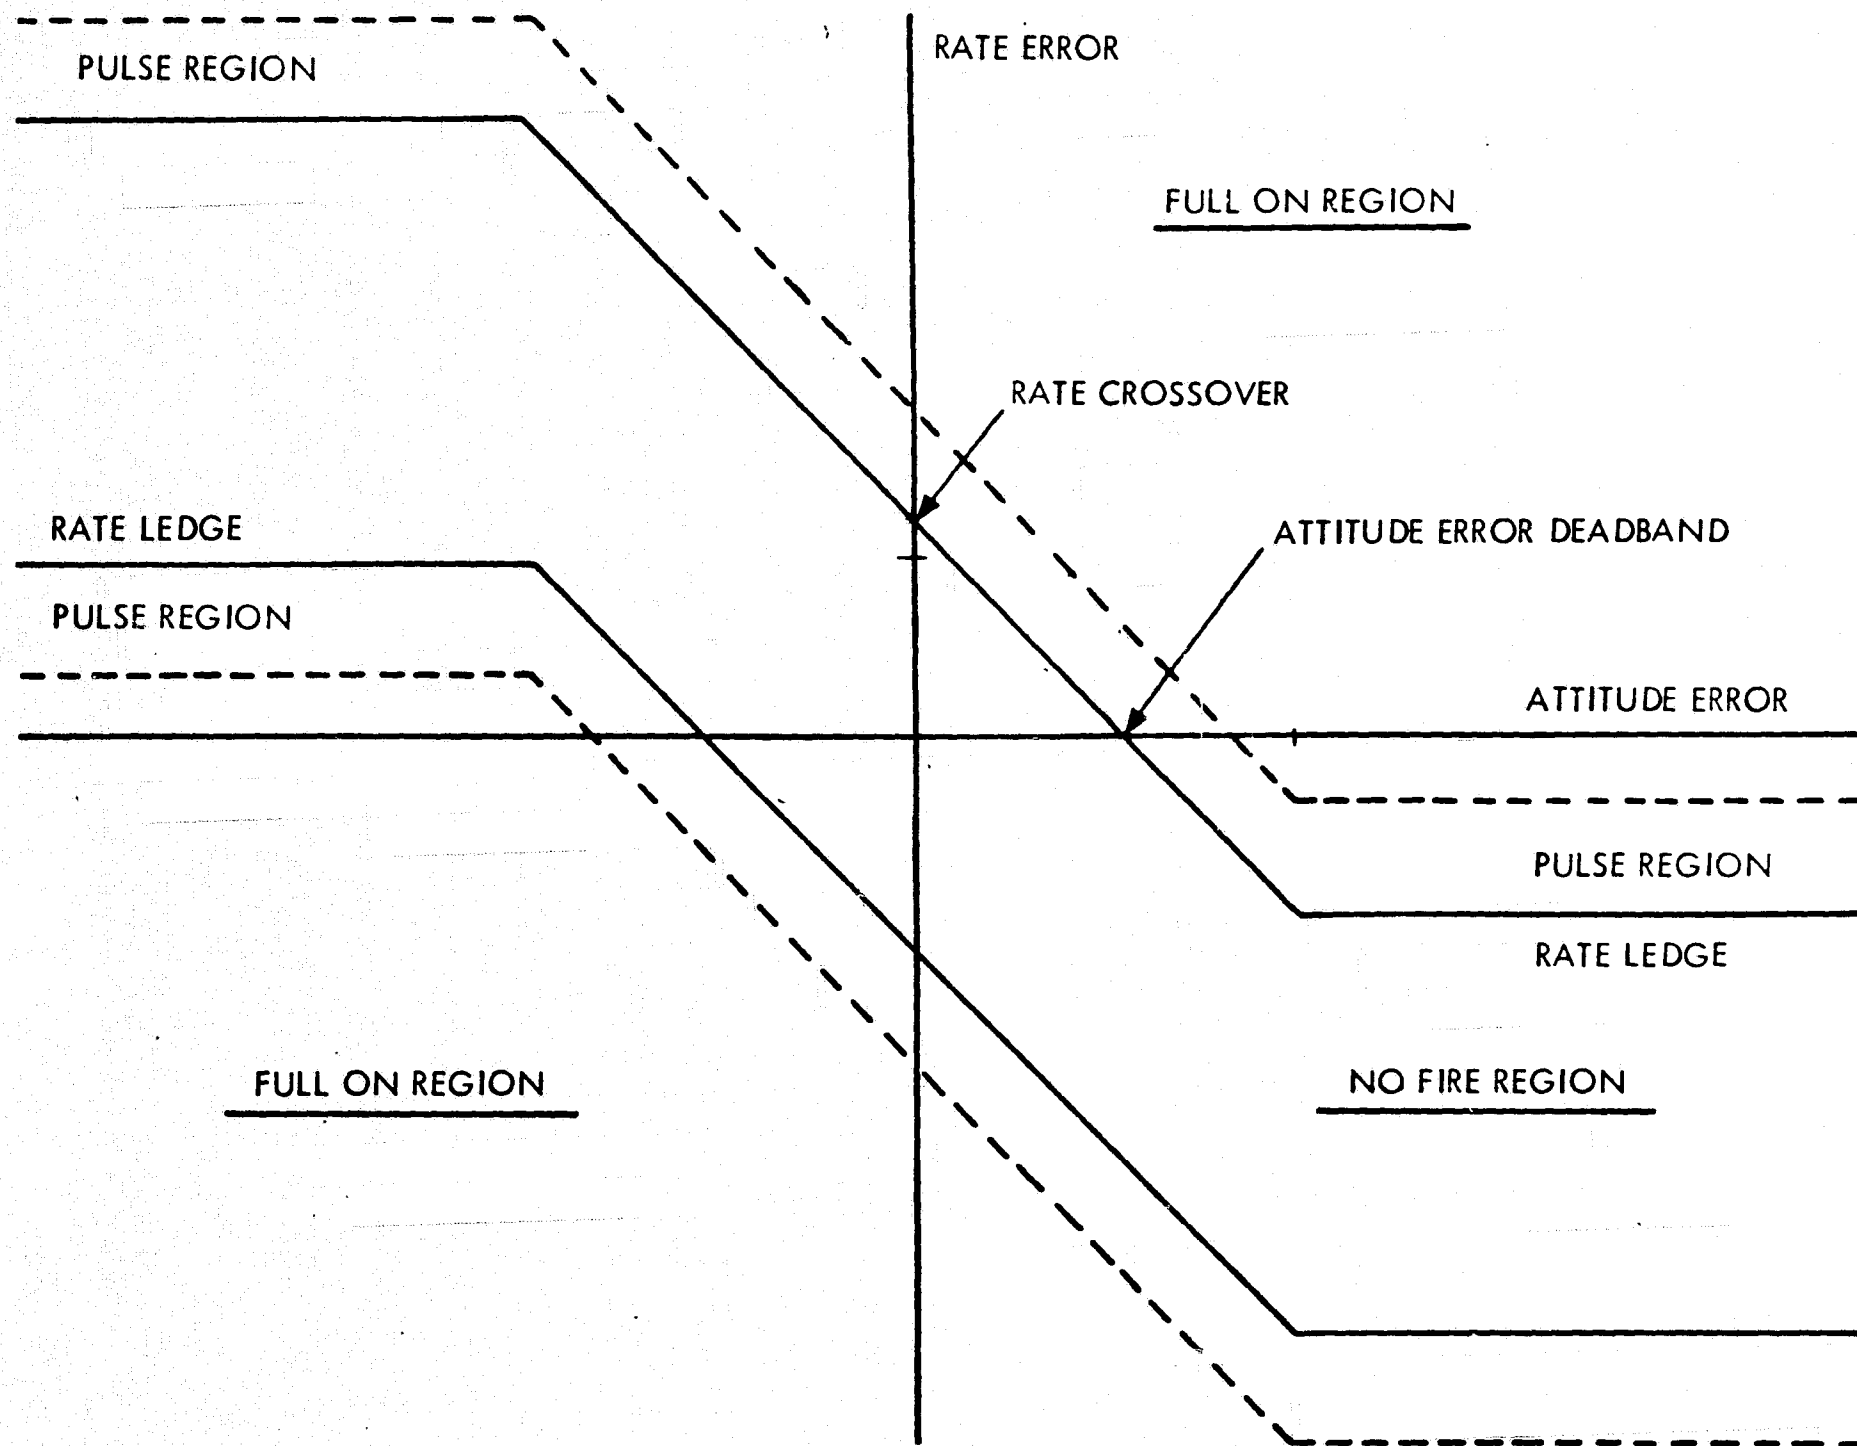 RATE ERROR
PULSE REGION
FULL ON REGION
RATE CROSSOVER
RATE LEDGE
ATTITUDE ERROR DEADBAND
PULSE REGION
ATTITUDE ERROR
PULSE REGION
RATE LEDGE
FULL ON REGION
NO FIRE REGION